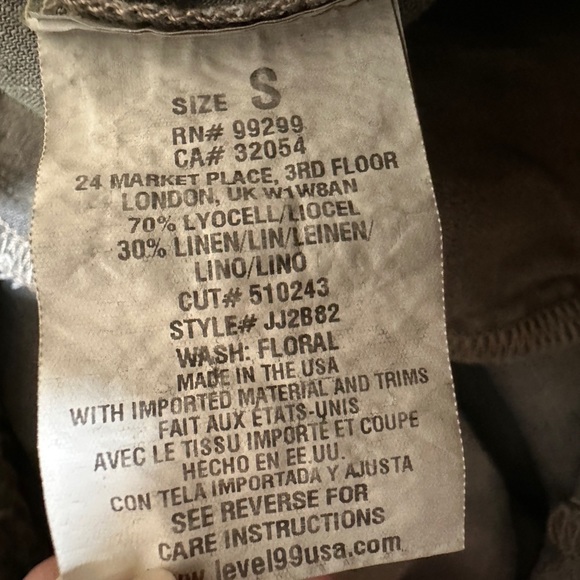 SIZE S
RN# 99299
CA# 32054
24 MARKET PLACE, 3RD FLOOR
LONDON, UK W1W8AN
70% LYOCELL/LIOCEL
30% LINEN/LIN/LEINEN/
LINO/LINO
CUT# 510243
STYLE# JJ2B82
WASH: FLORAL
MADE IN THE USA
WITH IMPORTED MATERIAL AND TRIMS
FAIT AUX ÉTATS-UNIS
AVEC LE TISSU IMPORTÉ ET COUPE
HECHO EN EE.UU.
CON TELA IMPORTADA Y AJUSTA
SEE REVERSE FOR
CARE INSTRUCTIONS
www.level99usa.com